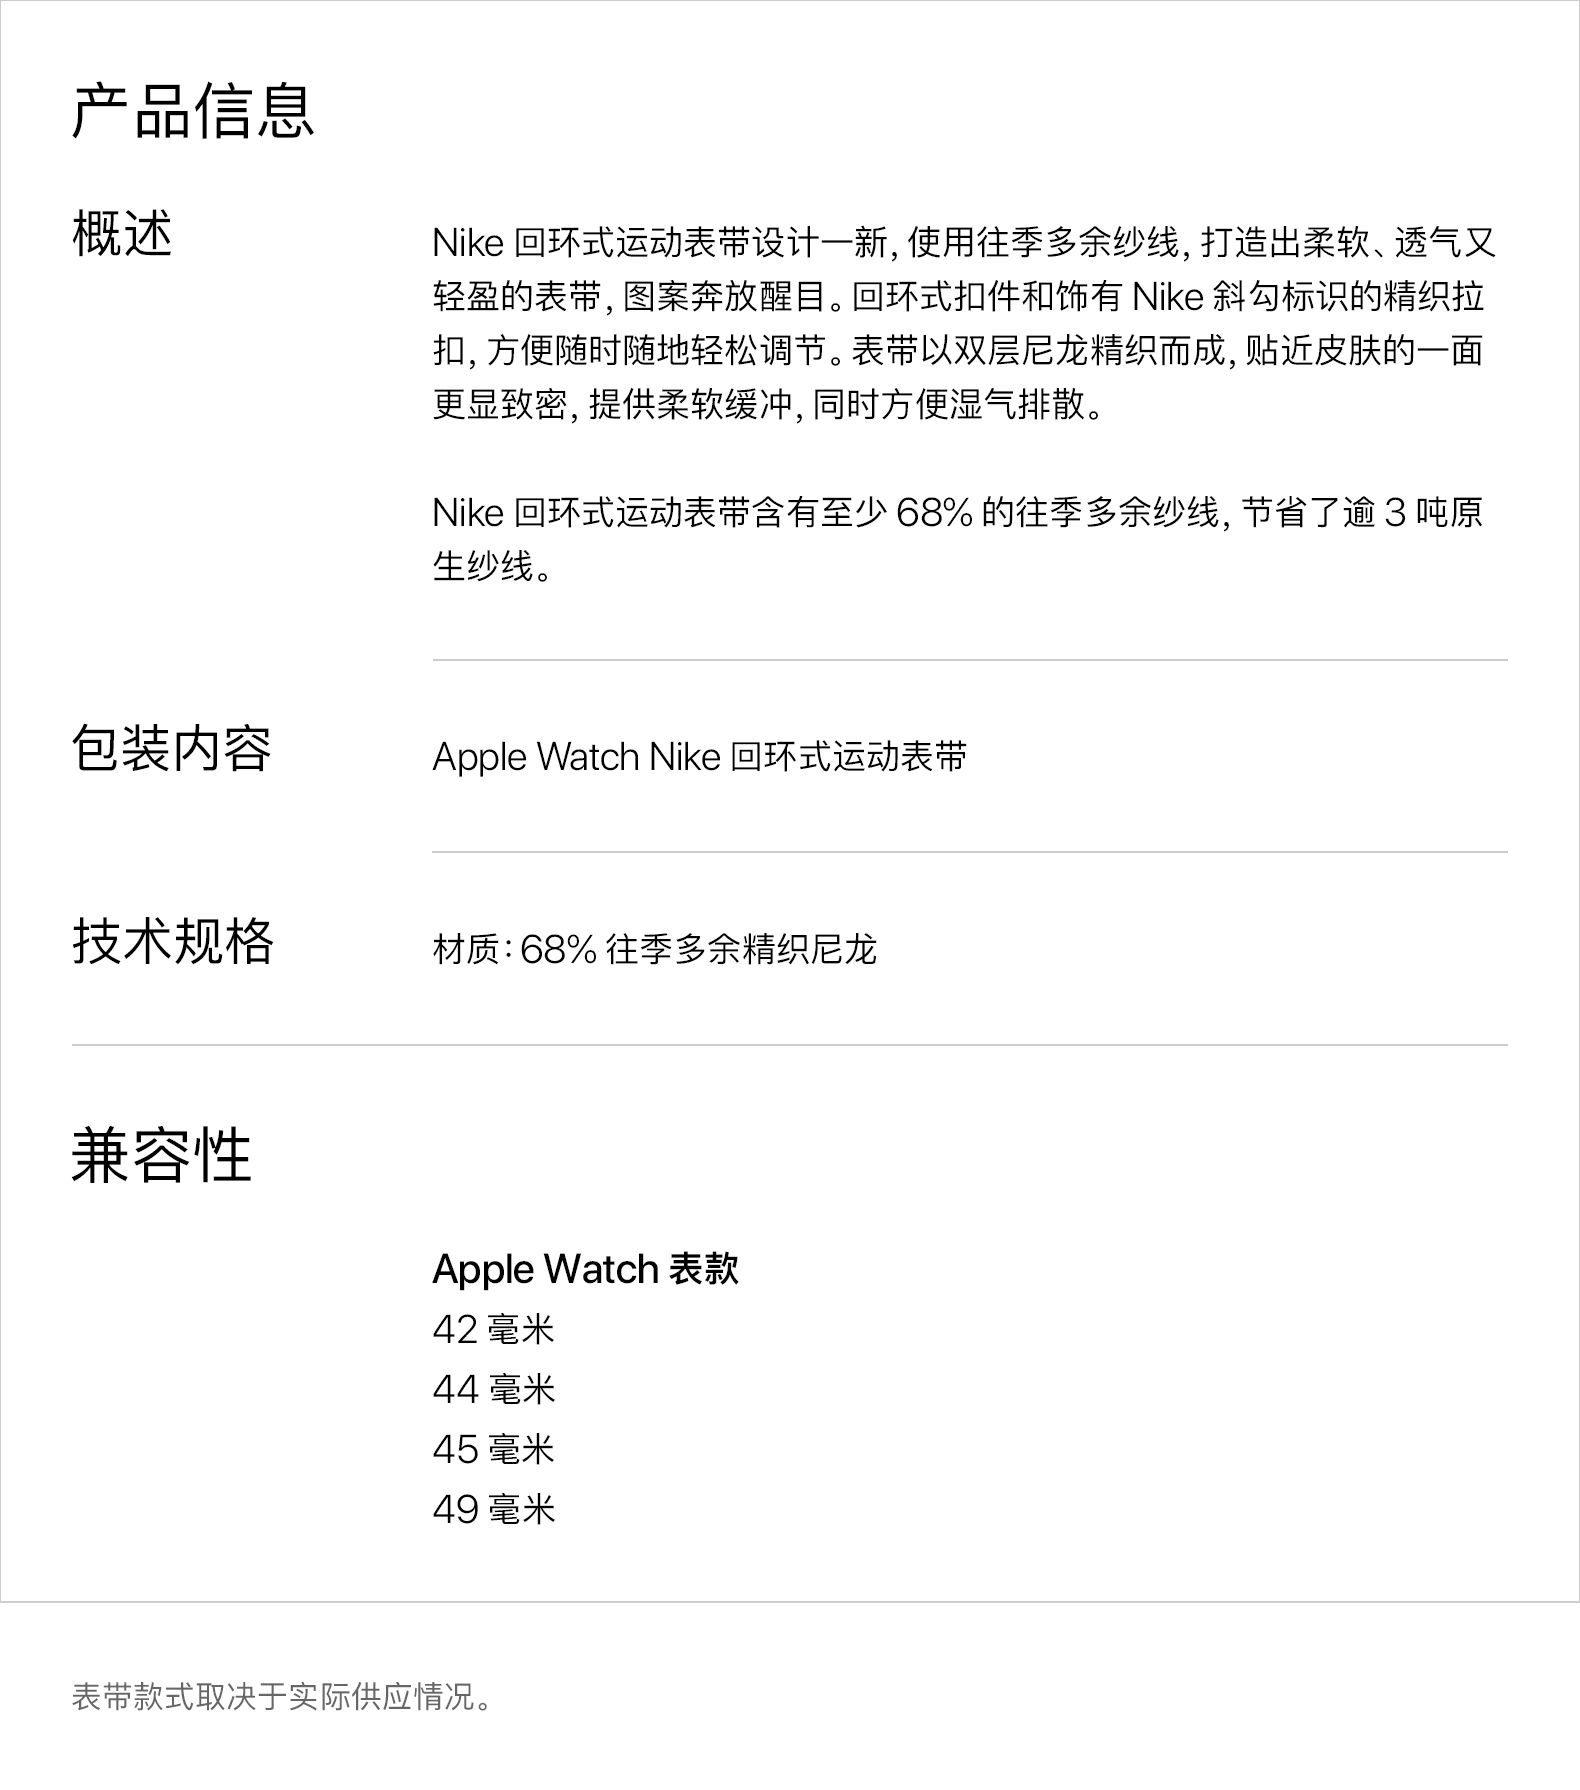 产品信息
概述
Nike 回环式运动表带设计一新，使用往季多余纱线，打造出柔软、透气又
轻盈的表带，图案奔放醒目。回环式扣件和饰有 Nike 斜勾标识的精织拉
扣，方便随时随地轻松调节。表带以双层尼龙精织而成，贴近皮肤的一面
更显致密，提供柔软缓冲，同时方便湿气排散。
Nike 回环式运动表带含有至少 68% 的往季多余纱线，节省了逾 3 吨原
生纱线。
包装内容
Apple Watch Nike 回环式运动表带
技术规格
材质：68% 往季多余精织尼龙
兼容性
Apple Watch 表款
42 毫米
44 毫米
45 毫米
49 毫米
表带款式取决于实际供应情况。